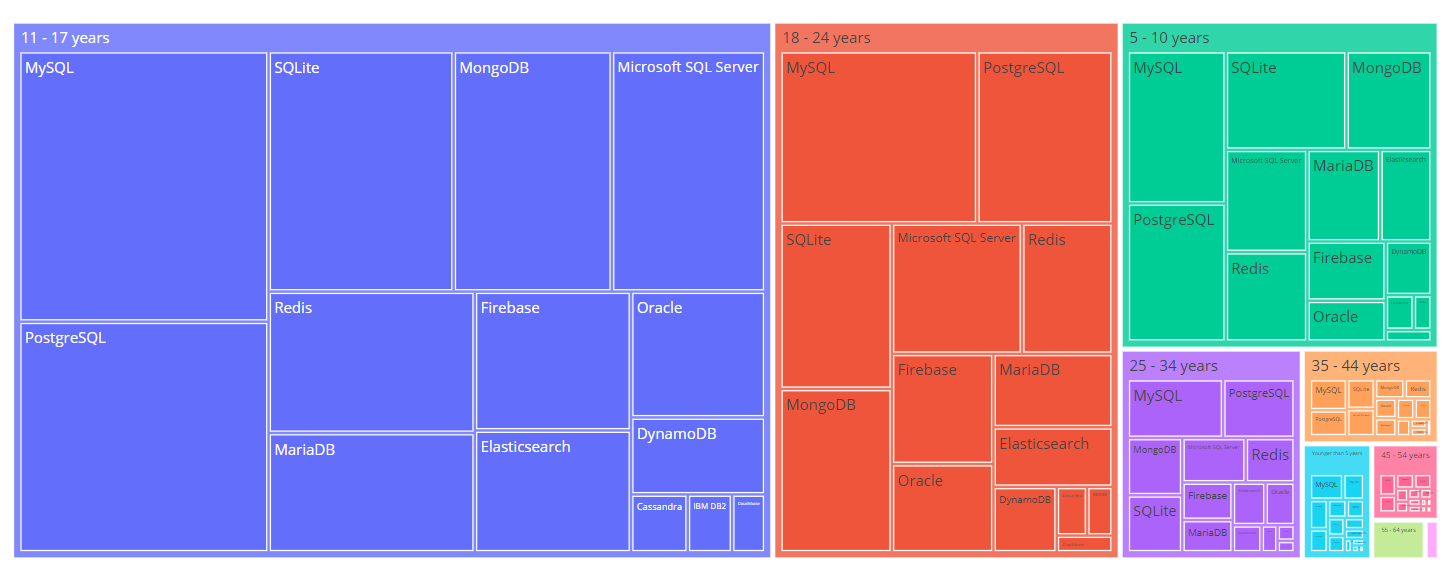 11 - 17 years
MySQL
SQLite
MongoDB
Microsoft SQL Server
PostgreSQL
Redis
Firebase
Oracle
MariaDB
Elasticsearch
DynamoDB
Cassandra
IBM DB2
Couchbase
18 - 24 years
MySQL
PostgreSQL
SQLite
Microsoft SQL Server
Redis
MongoDB
Firebase
MariaDB
Elasticsearch
Oracle
DynamoDB
5 - 10 years
MySQL
SQLite
MongoDB
Microsoft SQL Server
MariaDB
Elasticsearch
PostgreSQL
Redis
Firebase
DynamoDB
Oracle
25 - 34 years
MySQL
PostgreSQL
MongoDB
Microsoft SQL Server
Redis
SQLite
Firebase
Oracle
MariaDB
35 - 44 years
MySQL
SQLite
MongoDB
Redis
PostgreSQL
Younger than 5 years
MySQL
45 - 54 years
55 - 64 years